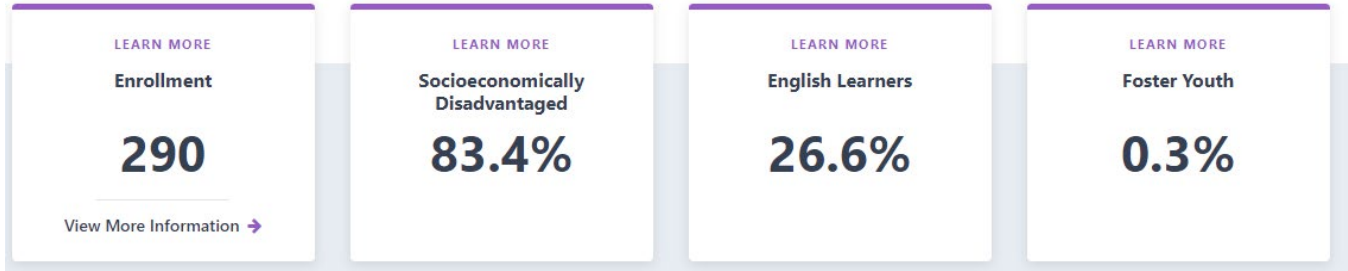 LEARN MORE
Enrollment
290
View More Information
LEARN MORE
Socioeconomically
Disadvantaged
83.4%
LEARN MORE
English Learners
26.6%
LEARN MORE
Foster Youth
0.3%